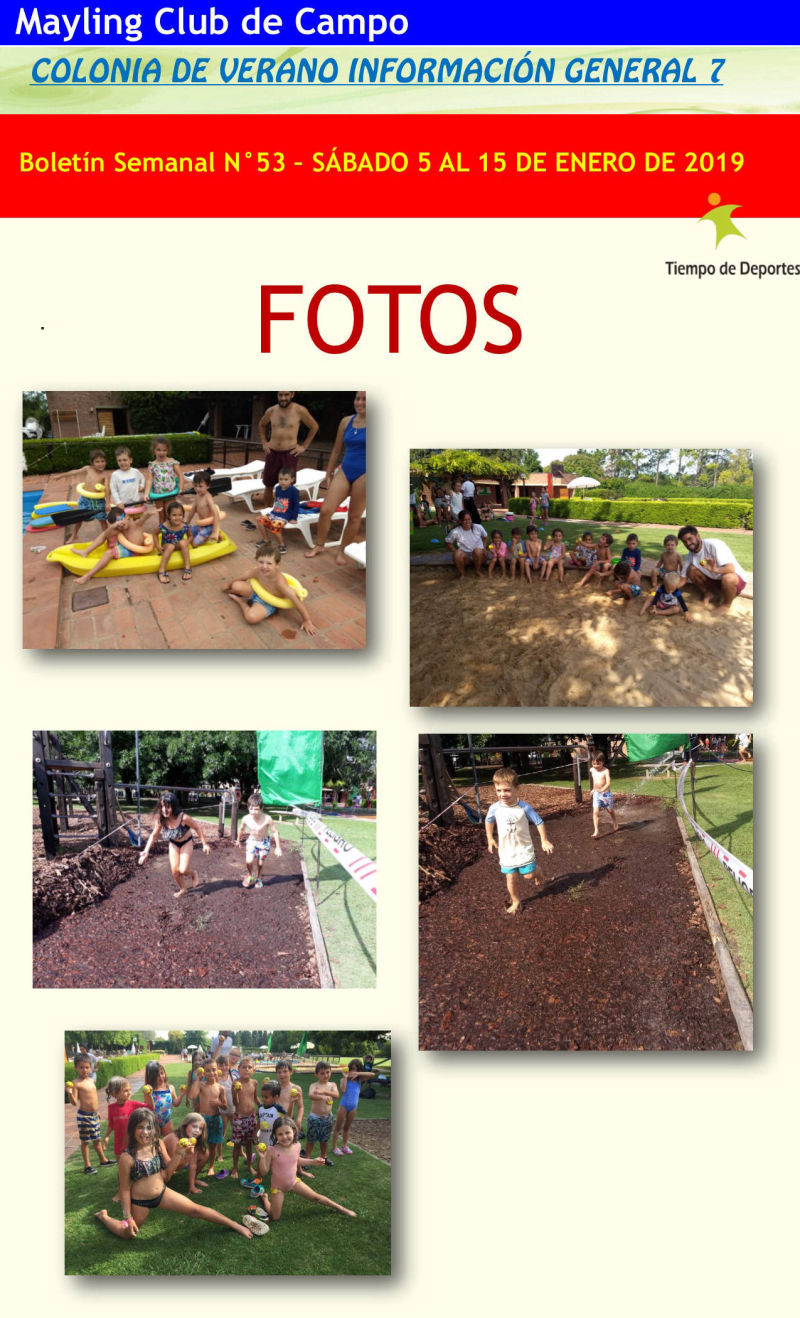 Mayling Club de Campo
COLONIA DE VERANO INFORMACIÓN GENERAL 7
Boletín Semanal N°53 – SÁBADO 5 AL 15 DE ENERO DE 2019
Tiempo de Deportes
FOTOS
.